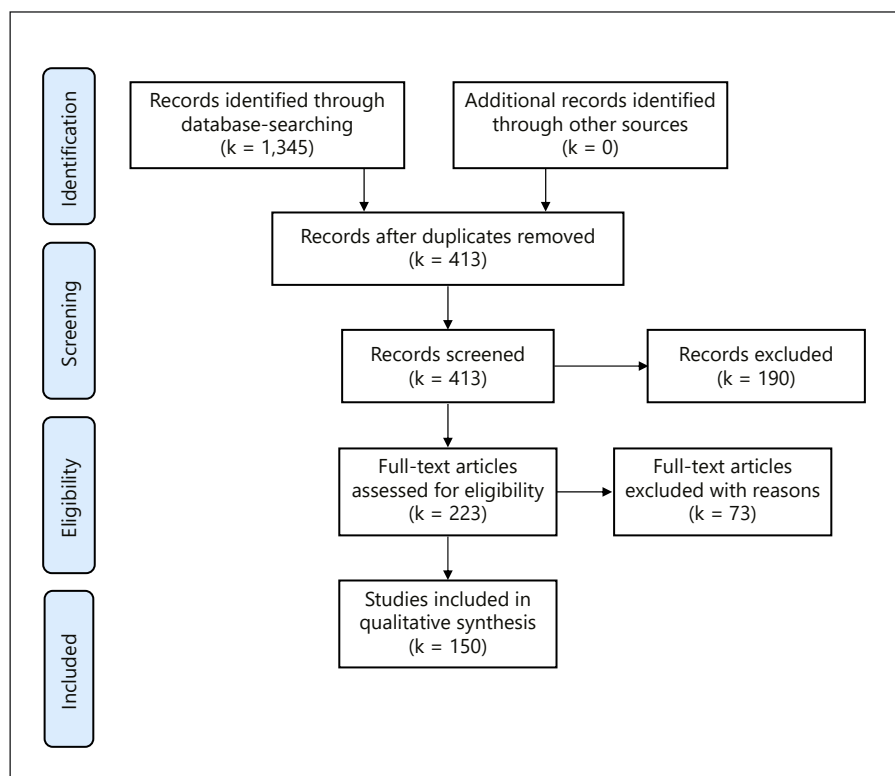 Identification
Records identified through
database-searching
(k = 1,345)
Additional records identified
through other sources
(k = 0)
Records after duplicates removed
(k = 413)
Screening
Records screened
(k = 413)
Records excluded
(k = 190)
Eligibility
Full-text articles
assessed for eligibility
(k = 223)
Full-text articles
excluded with reasons
(k = 73)
Included
Studies included in
qualitative synthesis
(k = 150)